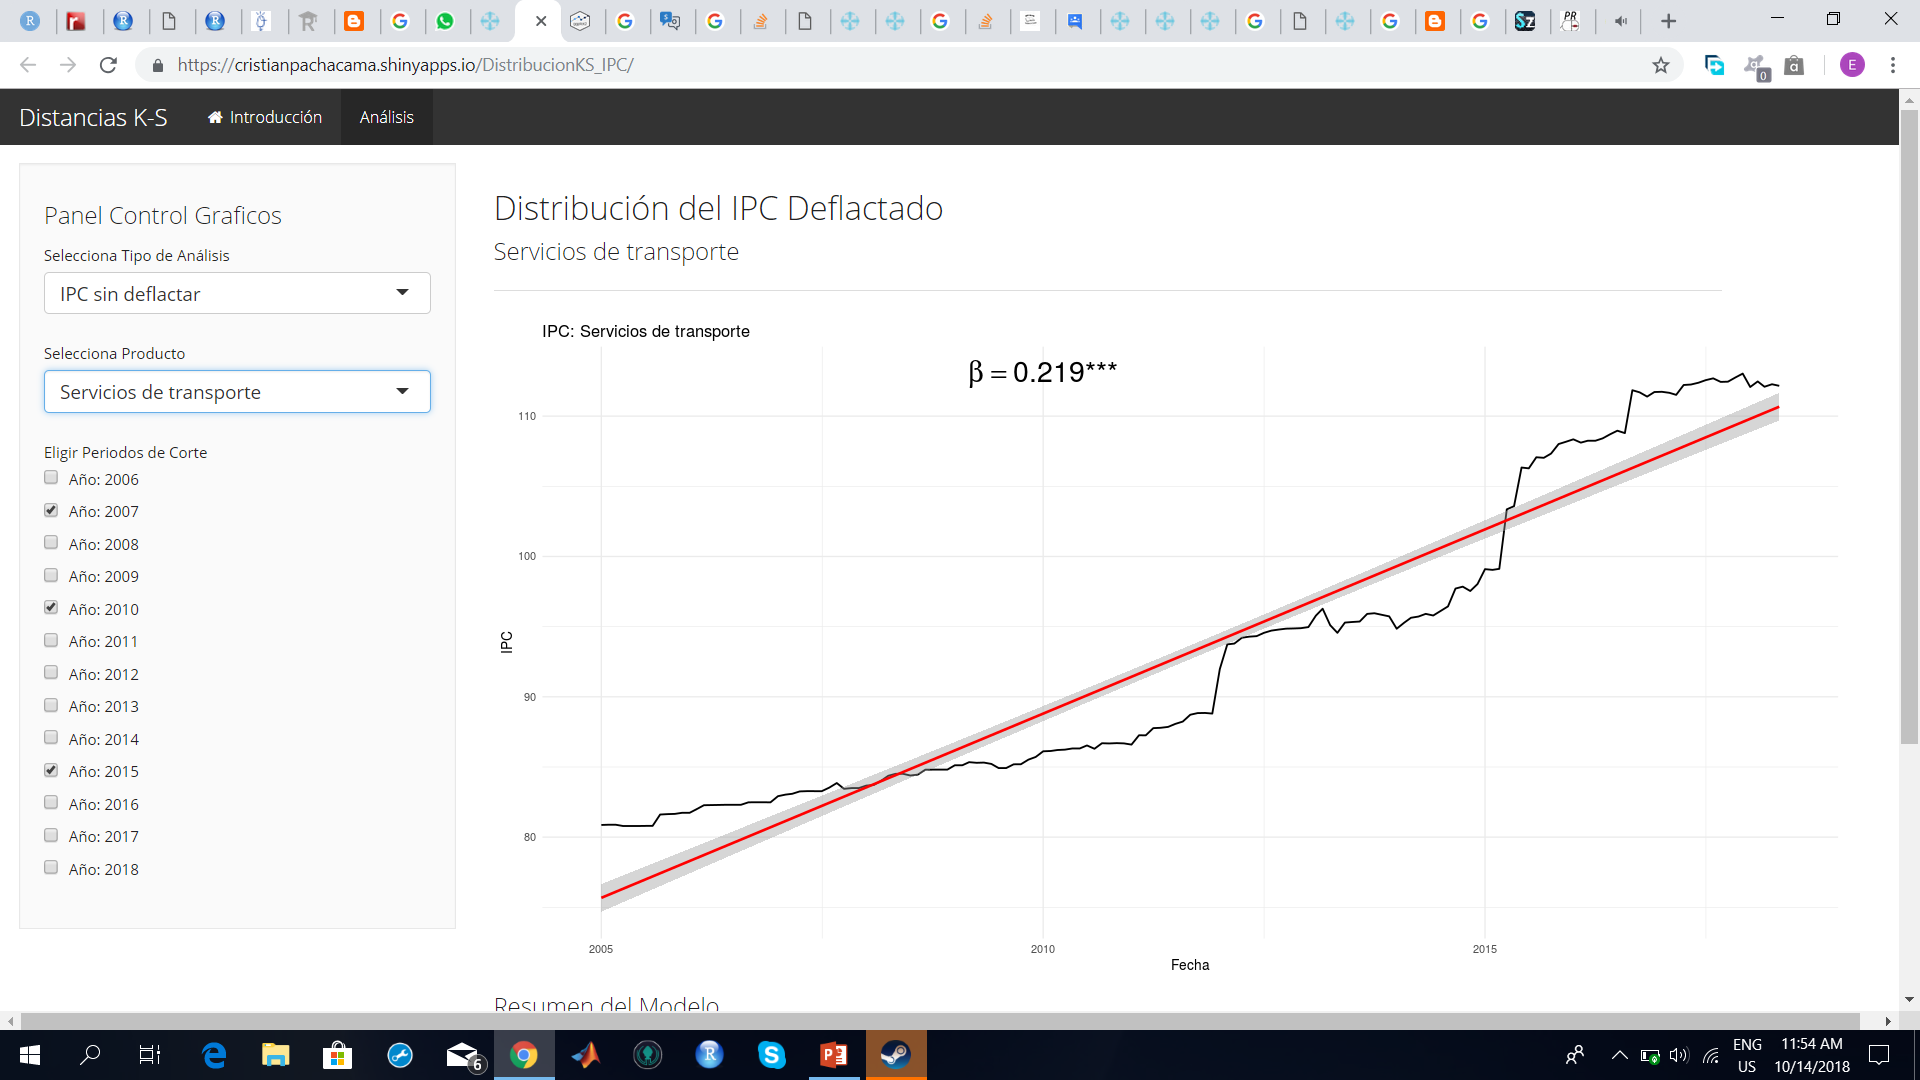 https://cristianpachacama.shinyapps.io/DistribucionKS_IPC/
0
a
E
Distancias K-S
Introducción
Análisis
Panel Control Graficos
Selecciona Tipo de Análisis
IPC sin deflactar
Selecciona Producto
Servicios de transporte
Eligir Periodos de Corte
Año: 2006
Año: 2007
Año: 2008
Año: 2009
Año: 2010
Año: 2011
Año: 2012
Año: 2013
Año: 2014
Año: 2015
Año: 2016
Año: 2017
Año: 2018
Distribución del IPC Deflactado
Servicios de transporte
IPC: Servicios de transporte
β = 0.219***
110
100
90
80
IPC
2005
2010
2015
Fecha
Resumen del Modelo
6
ENG
US
11:54 AM
10/14/2018